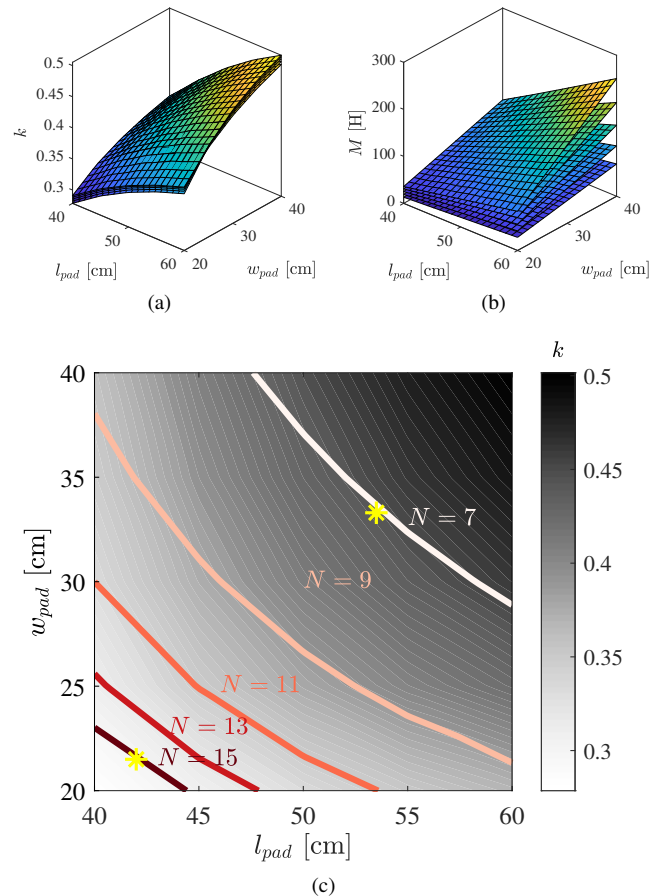 0.5
0.45
0.4
0.35
0.3
k
40
50
60
l_pad [cm]
20
30
40
w_pad [cm]
(a)
300
200
100
0
M [H]
40
50
60
l_pad [cm]
20
30
40
w_pad [cm]
(b)
k
40
35
30
25
20
w_pad [cm]
N = 7
N = 9
N = 11
N = 13
N = 15
40
45
50
55
60
l_pad [cm]
0.5
0.45
0.4
0.35
0.3
(c)